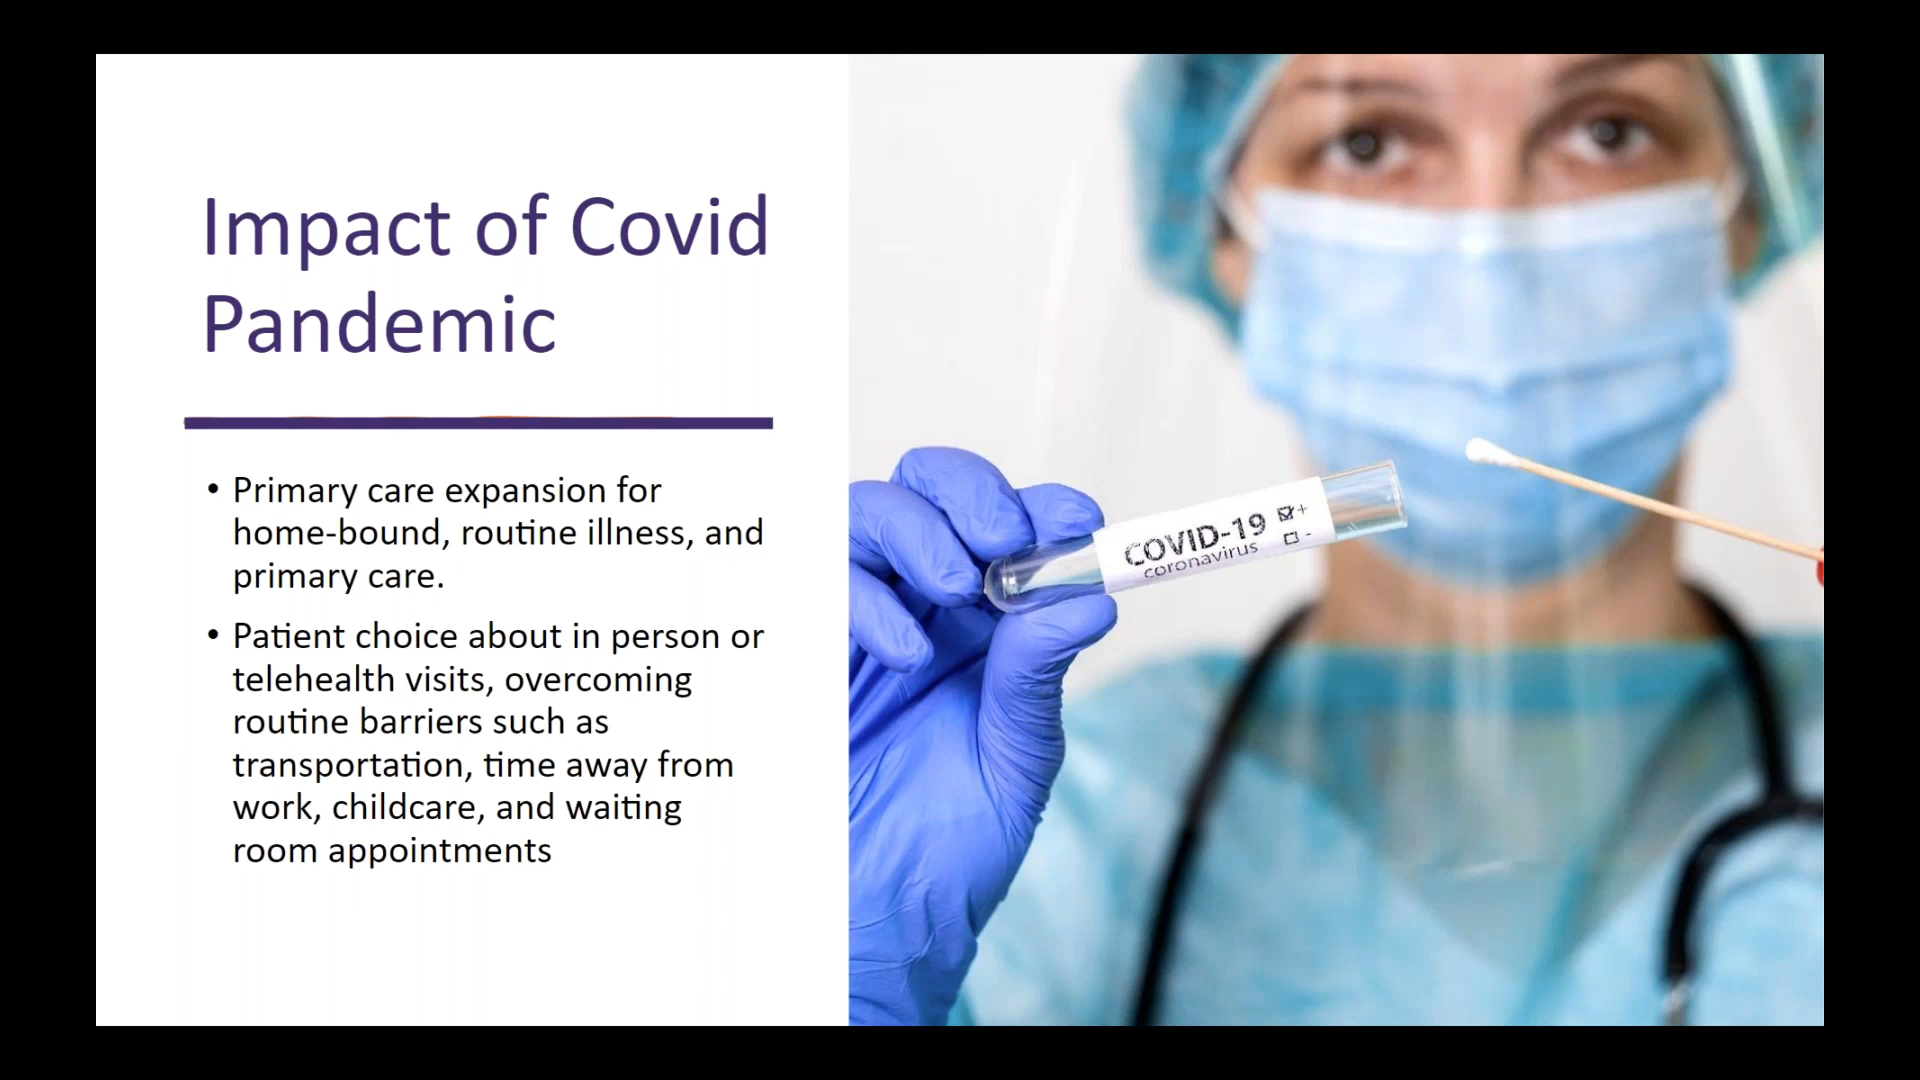 Impact of Covid
Pandemic
• Primary care expansion for
home-bound, routine illness, and
primary care.
• Patient choice about in person or
telehealth visits, overcoming
routine barriers such as
transportation, time away from
work, childcare, and waiting
room appointments
COVID-19 ☑+
coronavirus ☐-